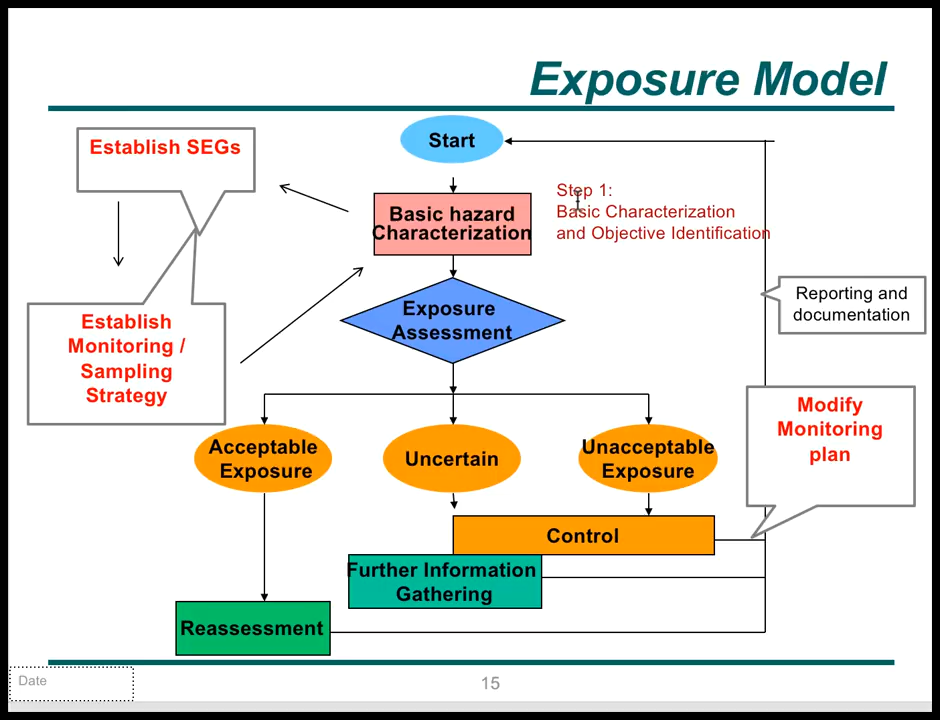 Exposure Model
Establish SEGs
Start
Step 1:
Basic Characterization
and Objective Identification
Basic hazard
Characterization
Exposure
Assessment
Reporting and
documentation
Establish
Monitoring /
Sampling
Strategy
Modify
Monitoring
plan
Acceptable
Exposure
Uncertain
Unacceptable
Exposure
Control
Further Information
Gathering
Reassessment
Date
15